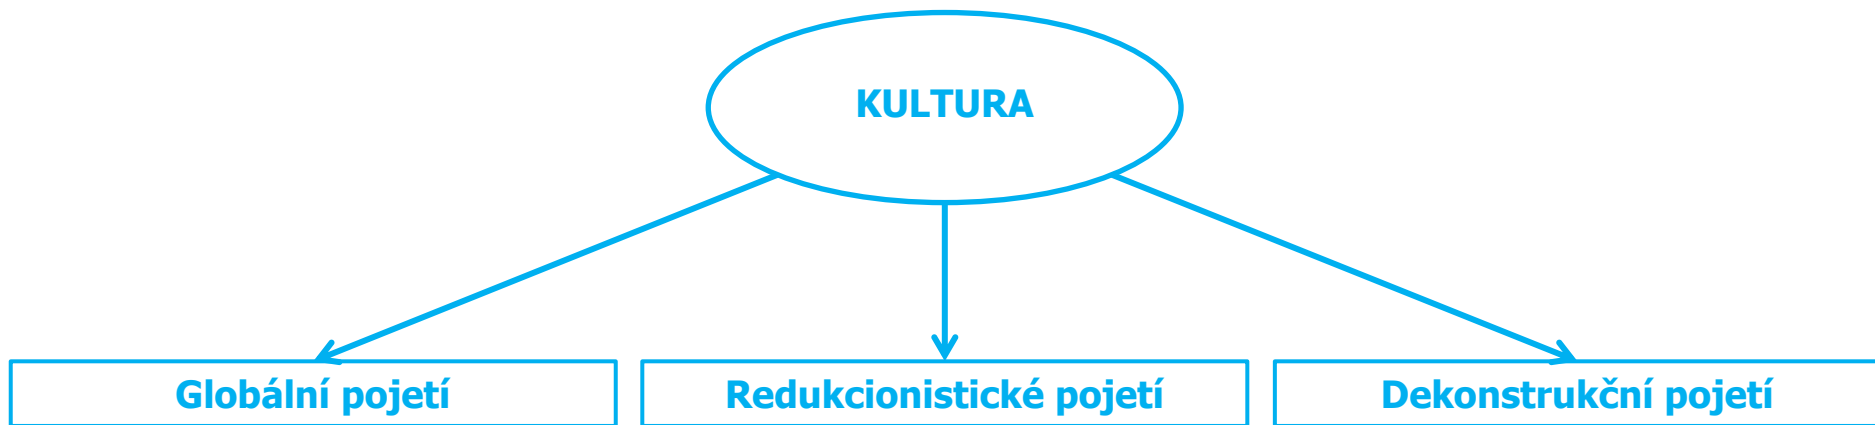 KULTURA
Globální pojetí
Redukcionistické pojetí
Dekonstrukční pojetí